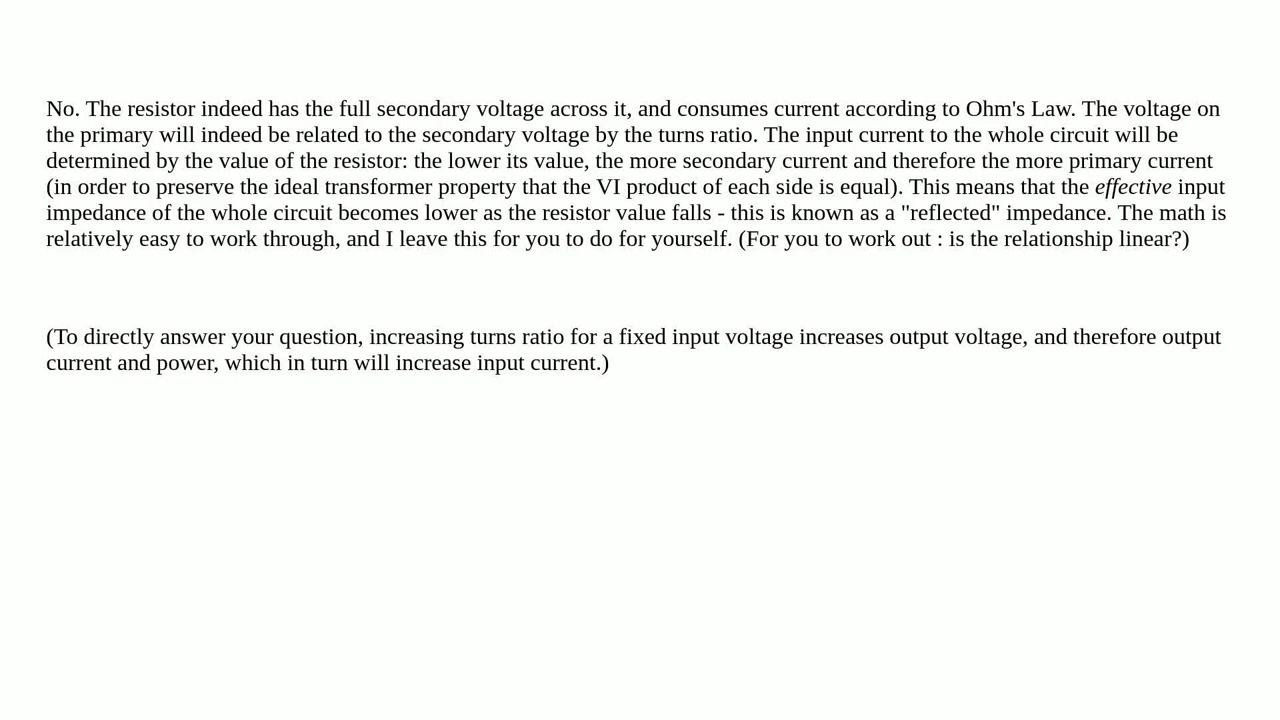 No. The resistor indeed has the full secondary voltage across it, and consumes current according to Ohm's Law. The voltage on
the primary will indeed be related to the secondary voltage by the turns ratio. The input current to the whole circuit will be
determined by the value of the resistor: the lower its value, the more secondary current and therefore the more primary current
(in order to preserve the ideal transformer property that the VI product of each side is equal). This means that the effective input
impedance of the whole circuit becomes lower as the resistor value falls - this is known as a "reflected" impedance. The math is
relatively easy to work through, and I leave this for you to do for yourself. (For you to work out : is the relationship linear?)
(To directly answer your question, increasing turns ratio for a fixed input voltage increases output voltage, and therefore output
current and power, which in turn will increase input current.)